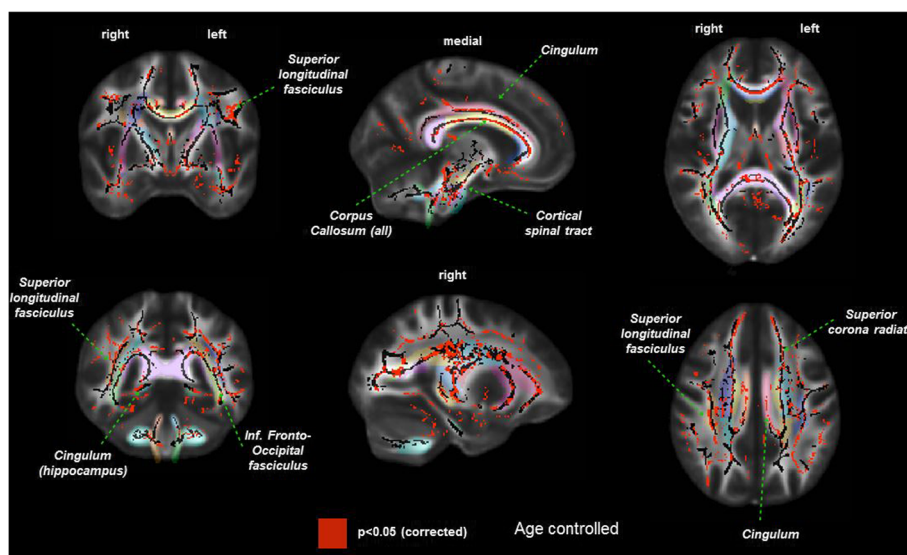 right
left
Superior
longitudinal
fasciculus
medial
Cingulum
right
left
Corpus
Callosum (all)
Cortical
spinal tract
Superior
longitudinal
fasciculus
Cingulum
(hippocampus)
Inf. Fronto-
Occipital
fasciculus
right
Superior
longitudinal
fasciculus
Superior
corona radiat
Cingulum
p<0.05 (corrected)
Age controlled